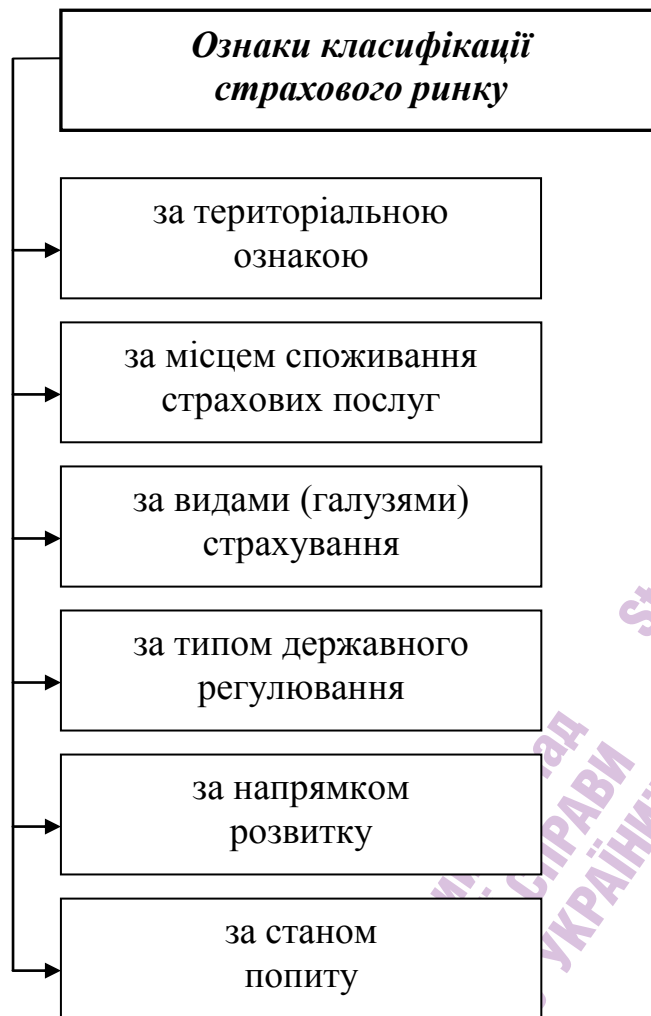 Ознаки класифікації
страхового ринку
за територіальною
ознакою
за місцем споживання
страхових послуг
за видами (галузями)
страхування
за типом державного
регулювання
за напрямком
розвитку
за станом
попиту
СПРАВИ